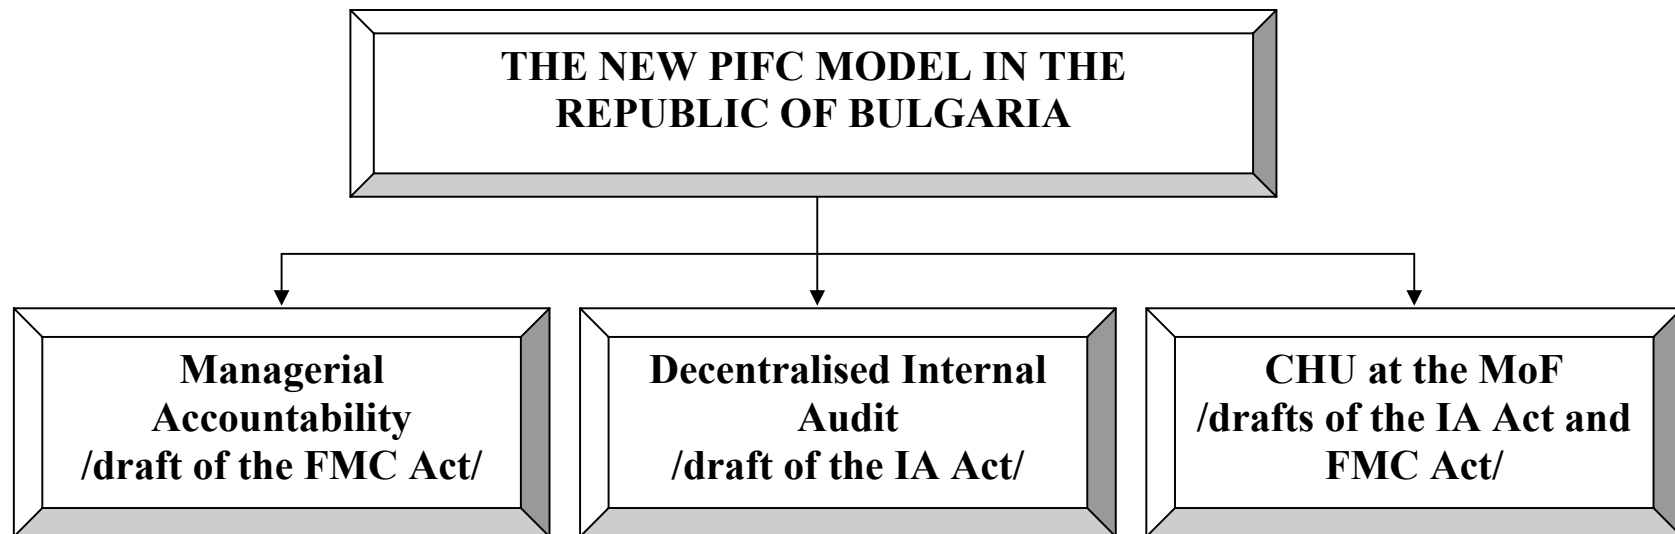 THE NEW PIFC MODEL IN THE
REPUBLIC OF BULGARIA
Managerial
Accountability
/draft of the FMC Act/
Decentralised Internal
Audit
/draft of the IA Act/
CHU at the MoF
/drafts of the IA Act and
FMC Act/